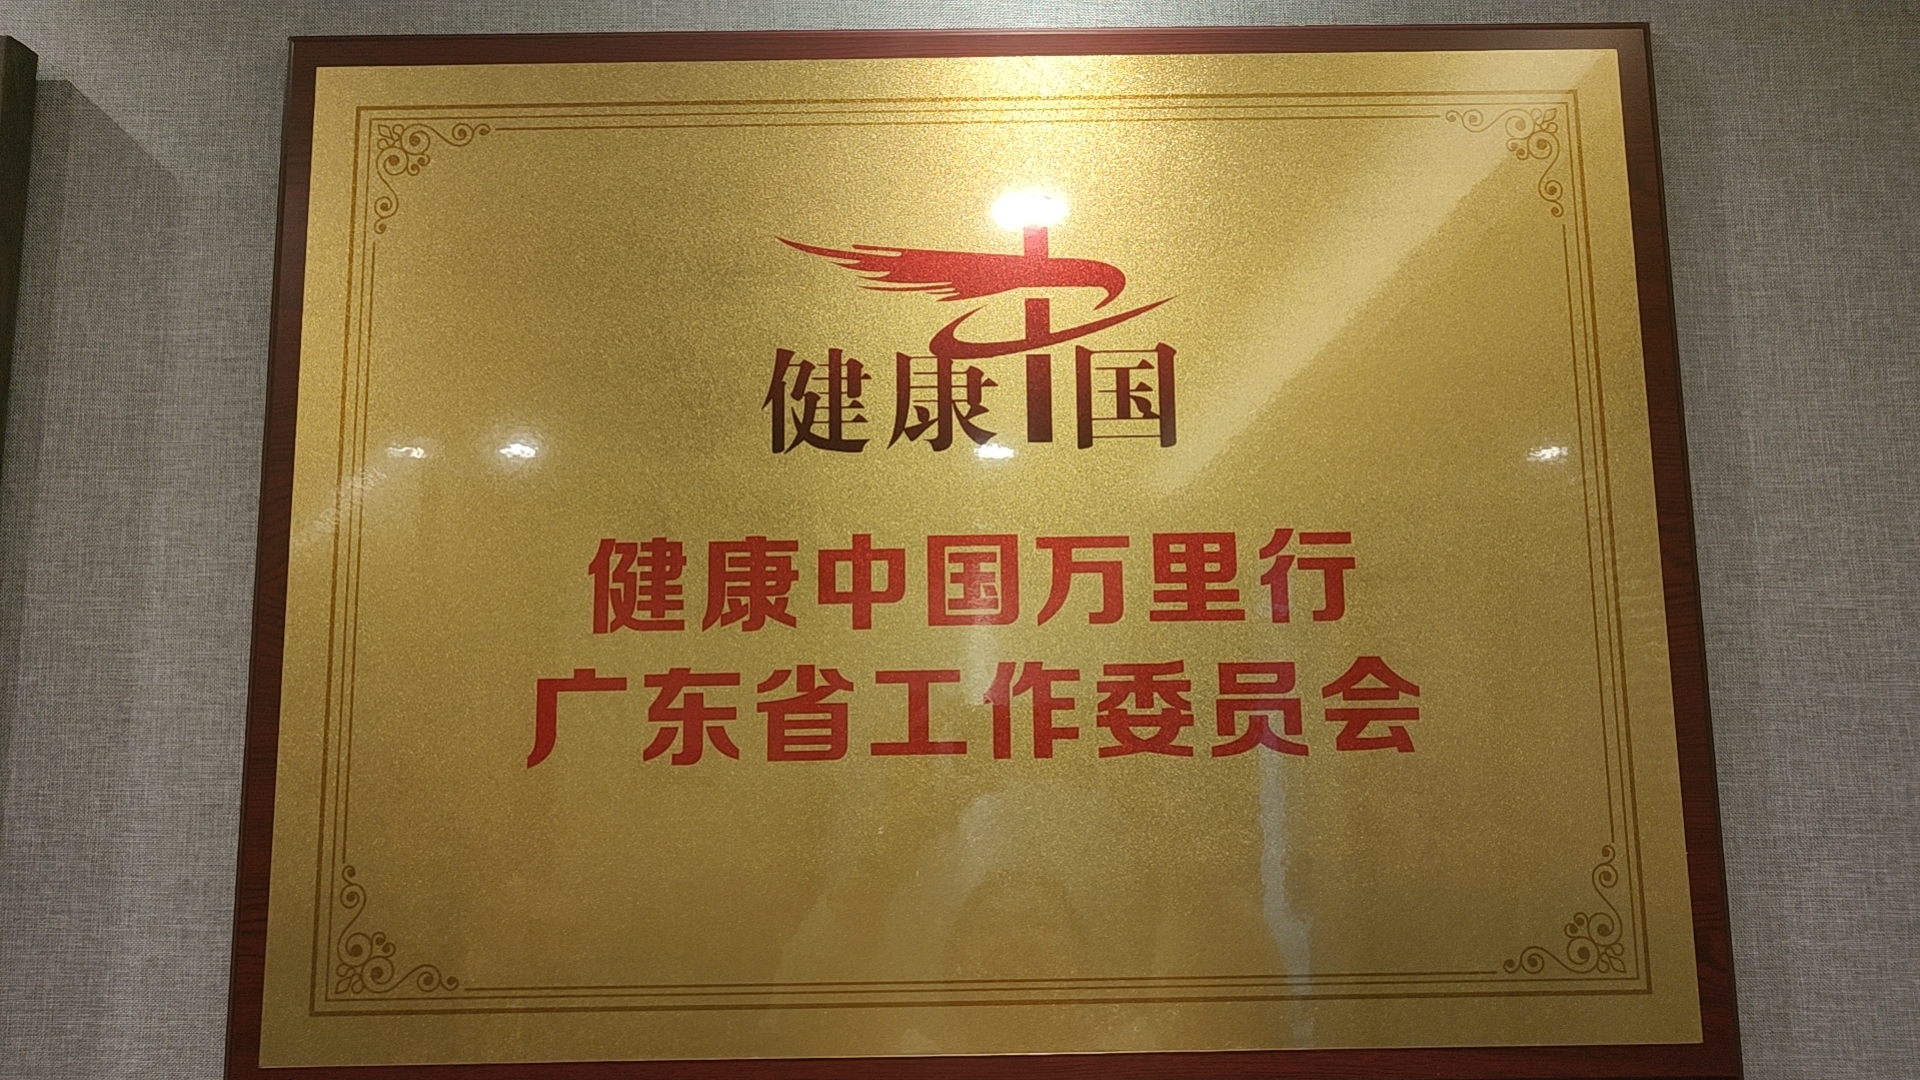 健康中国
健康中国万里行
广东省工作委员会